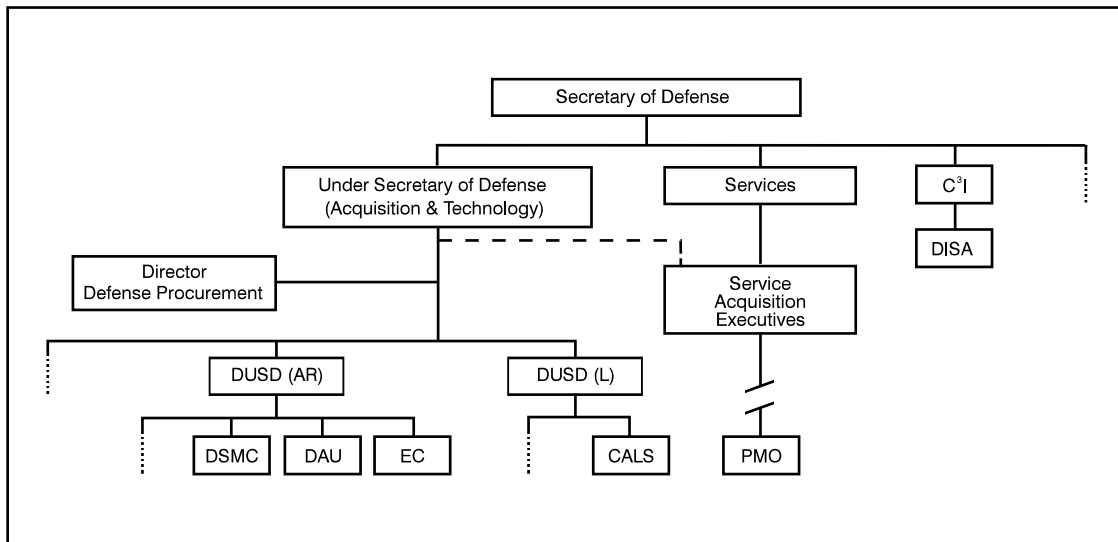 Secretary of Defense
Under Secretary of Defense
(Acquisition & Technology)
Services
C³I
DISA
Director
Defense Procurement
Service
Acquisition
Executives
DUSD (AR)
DUSD (L)
DSMC
DAU
EC
CALS
PMO